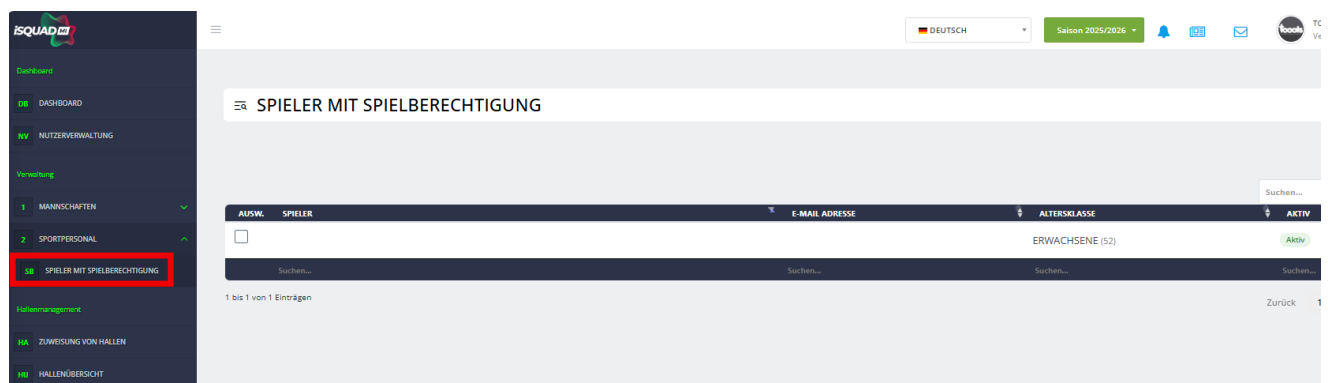 iSQUAD
DEUTSCH
Saison 2025/2026
toools
Dashboard
DB DASHBOARD
NV NUTZERVERWALTUNG
Verwaltung
1 MANNSCHAFTEN
2 SPORTPERSONAL
SB SPIELER MIT SPIELBERECHTIGUNG
Hallenmanagement
HA ZUWEISUNG VON HALLEN
HU HALLENÜBERSICHT
SPIELER MIT SPIELBERECHTIGUNG
Suchen...
AUSW. SPIELER E-MAIL ADRESSE ALTERSKLASSE AKTIV
ERWACHSENE (52) Aktiv
Suchen... Suchen... Suchen... Suchen...
1 bis 1 von 1 Einträgen
Zurück 1